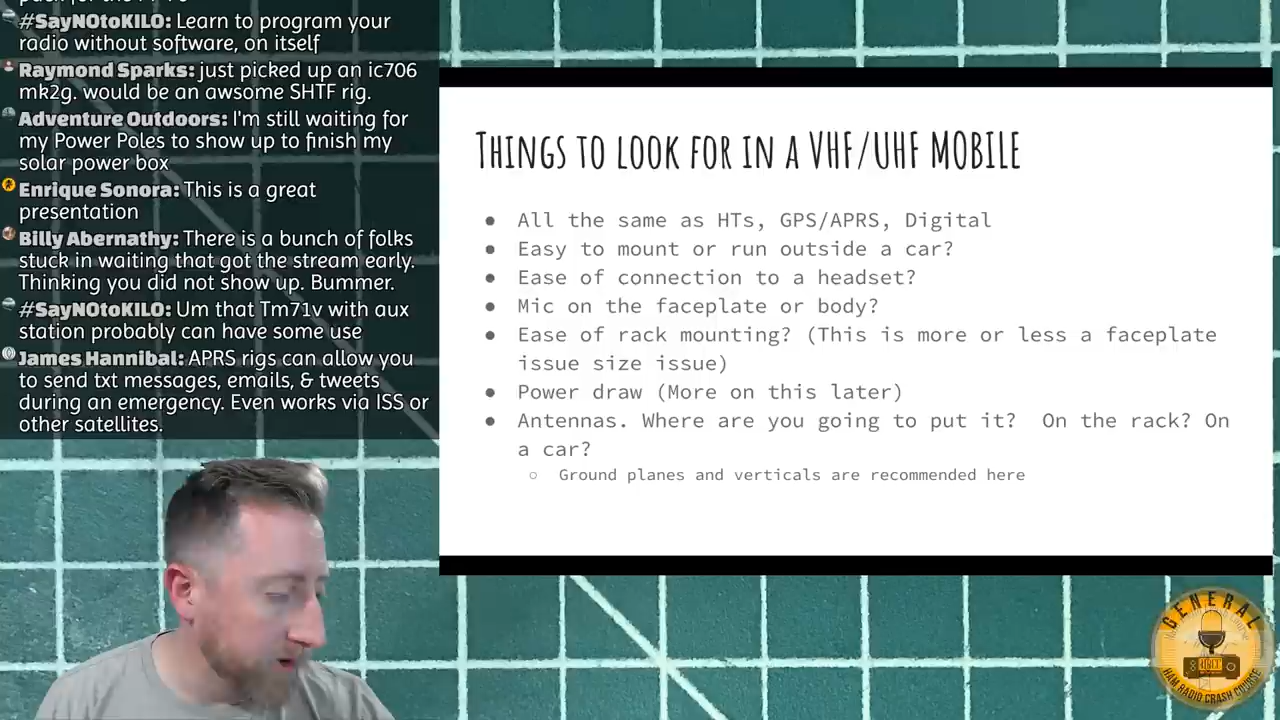 #SayNOtoKILO: Learn to program your
radio without software, on itself
Raymond Sparks: just picked up an ic706
mk2g. would be an awsome SHTF rig.
Adventure Outdoors: I'm still waiting for
my Power Poles to show up to finish my
solar power box
Enrique Sonora: This is a great
presentation
Billy Abernathy: There is a bunch of folks
stuck in waiting that got the stream early.
Thinking you did not show up. Bummer.
#SayNOtoKILO: Um that Tm71v with aux
station probably can have some use
James Hannibal: APRS rigs can allow you
to send txt messages, emails, & tweets
during an emergency. Even works via ISS or
other satellites.
THINGS TO LOOK FOR IN A VHF/UHF MOBILE
● All the same as HTs, GPS/APRS, Digital
● Easy to mount or run outside a car?
● Ease of connection to a headset?
● Mic on the faceplate or body?
● Ease of rack mounting? (This is more or less a faceplate
issue size issue)
● Power draw (More on this later)
● Antennas. Where are you going to put it?  On the rack? On
a car?
○ Ground planes and verticals are recommended here
GENERAL
HAM RADIO CRASH COURSE